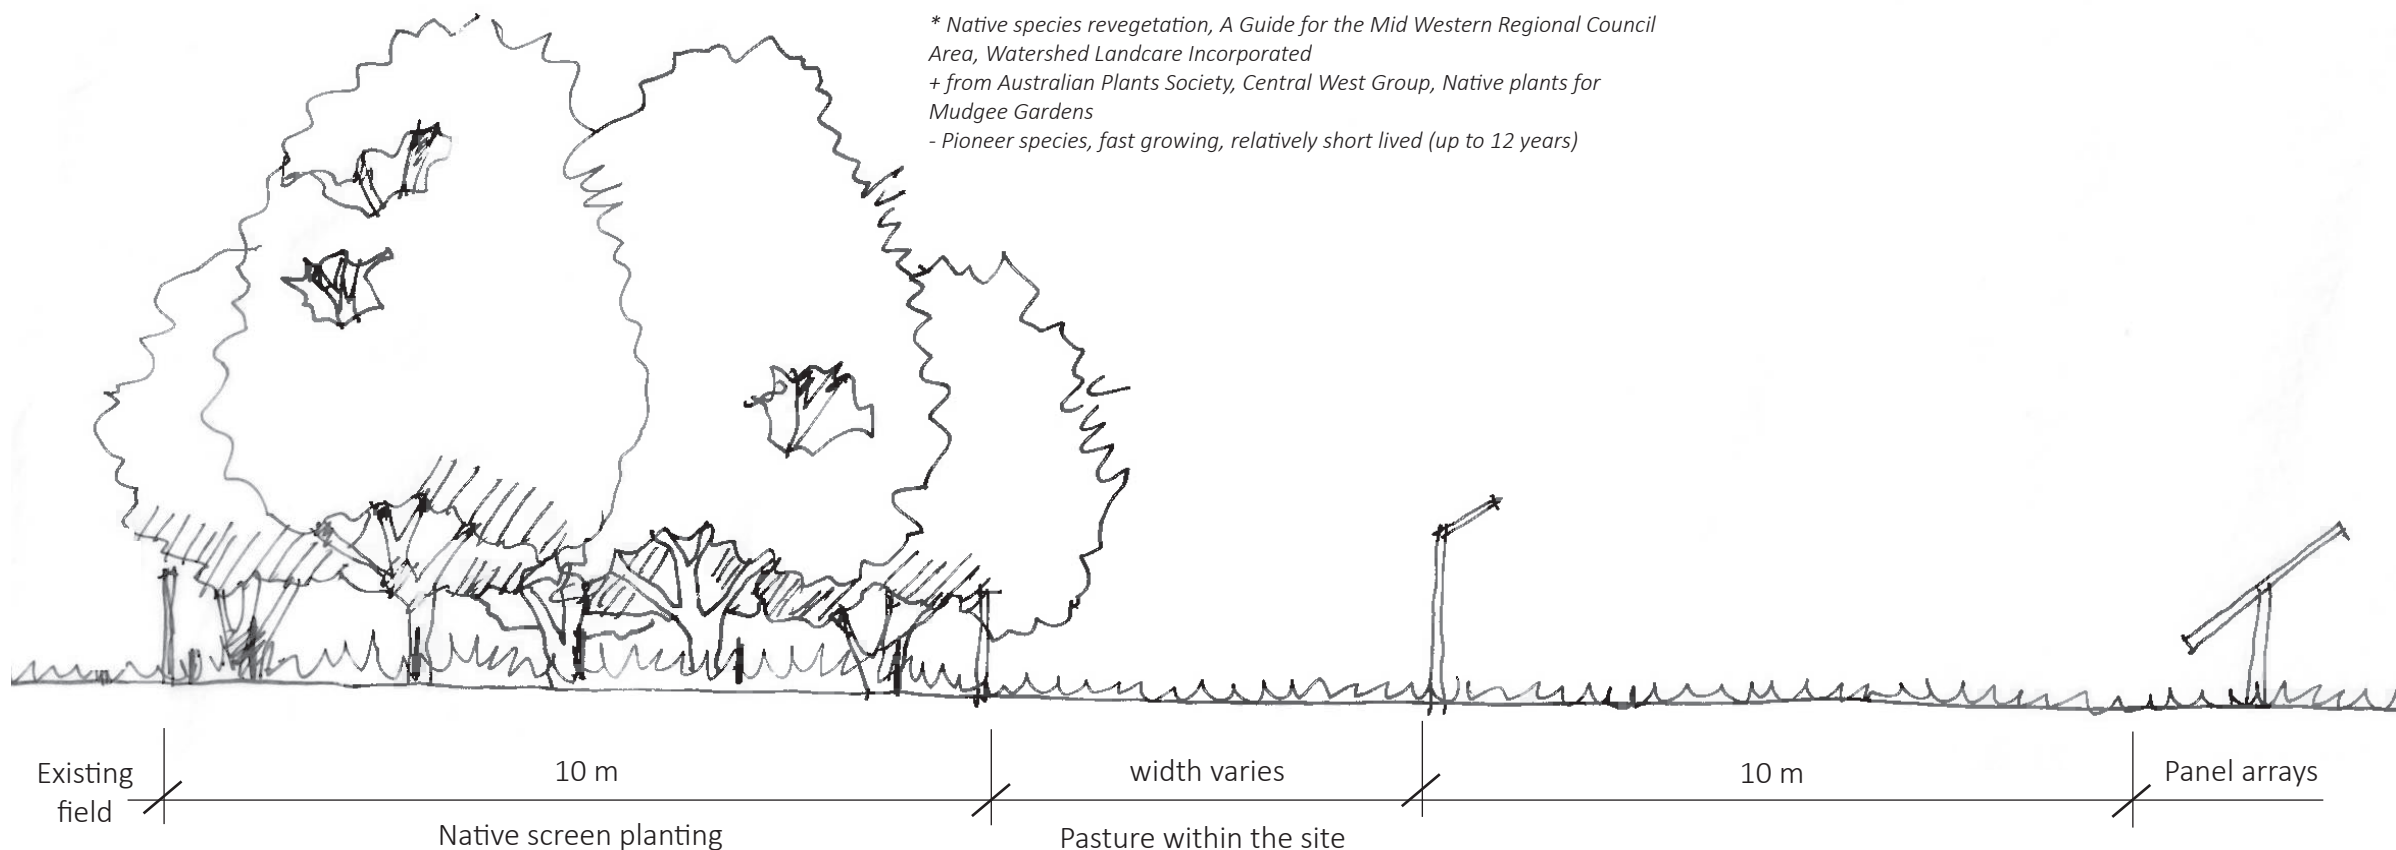 * Native species revegetation, A Guide for the Mid Western Regional Council
Area, Watershed Landcare Incorporated
+ from Australian Plants Society, Central West Group, Native plants for
Mudgee Gardens
- Pioneer species, fast growing, relatively short lived (up to 12 years)
Existing
field
10 m
width varies
10 m
Panel arrays
Native screen planting
Pasture within the site